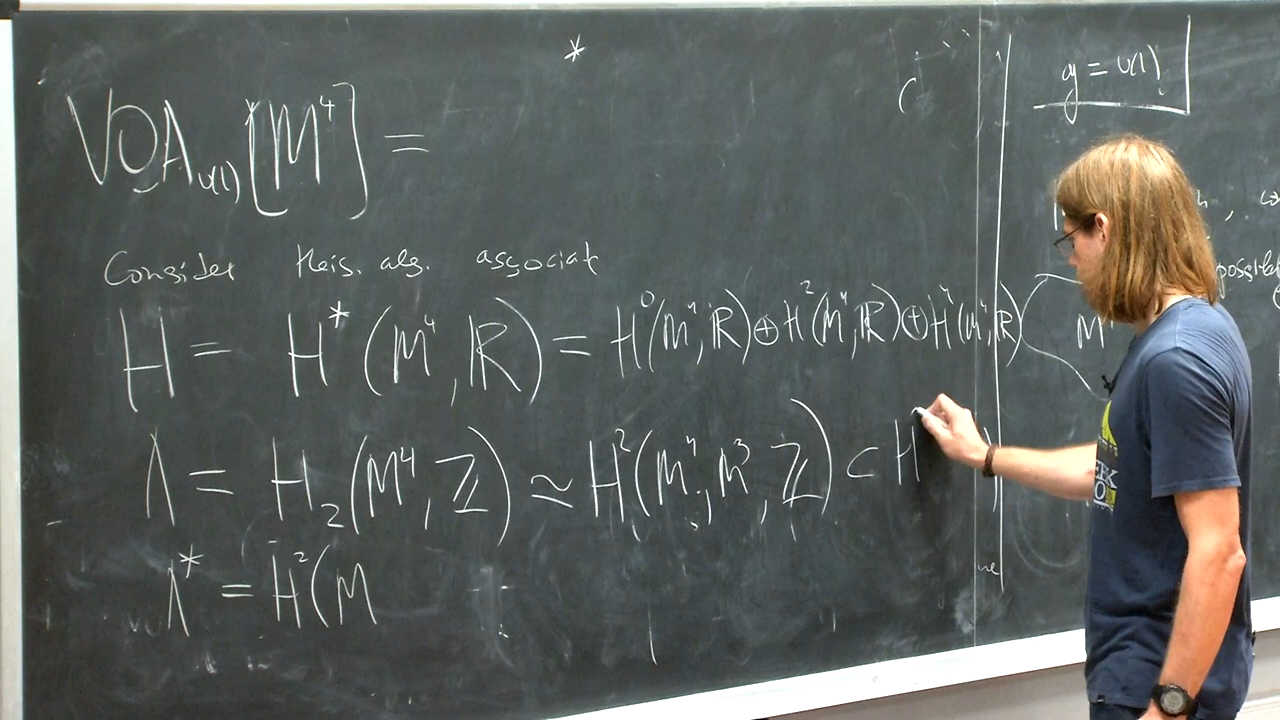 *
VOA_{u(1)}[M^4] =
g = u(1)
Consider Heis. alg. associat
H = H^*(M^4, ℝ) = H^0(M^4, ℝ) ⊕ H^2(M^4, ℝ) ⊕ H^4(M^4, ℝ)
Λ = H_2(M^4, ℤ) ≈ H^2(M^4, M^3, ℤ) ⊂ H
Λ^* = H^2(M